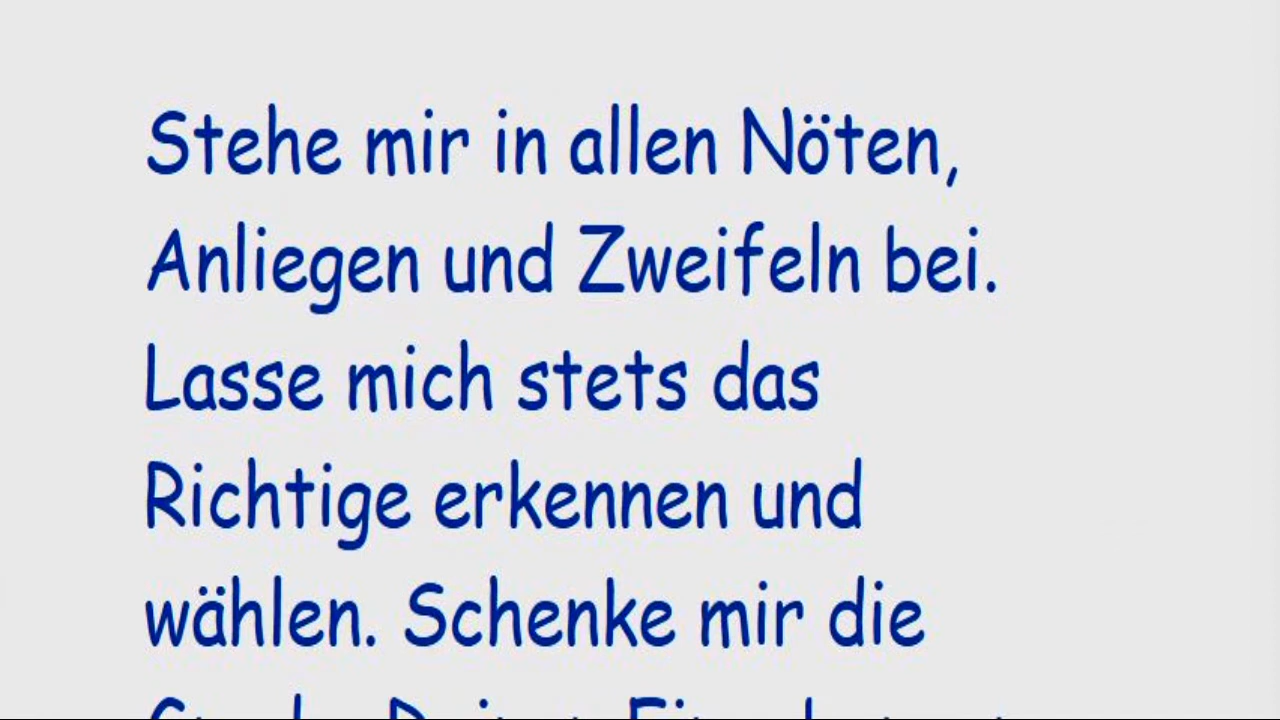 Stehe mir in allen Nöten,
Anliegen und Zweifeln bei.
Lasse mich stets das
Richtige erkennen und
wählen. Schenke mir die